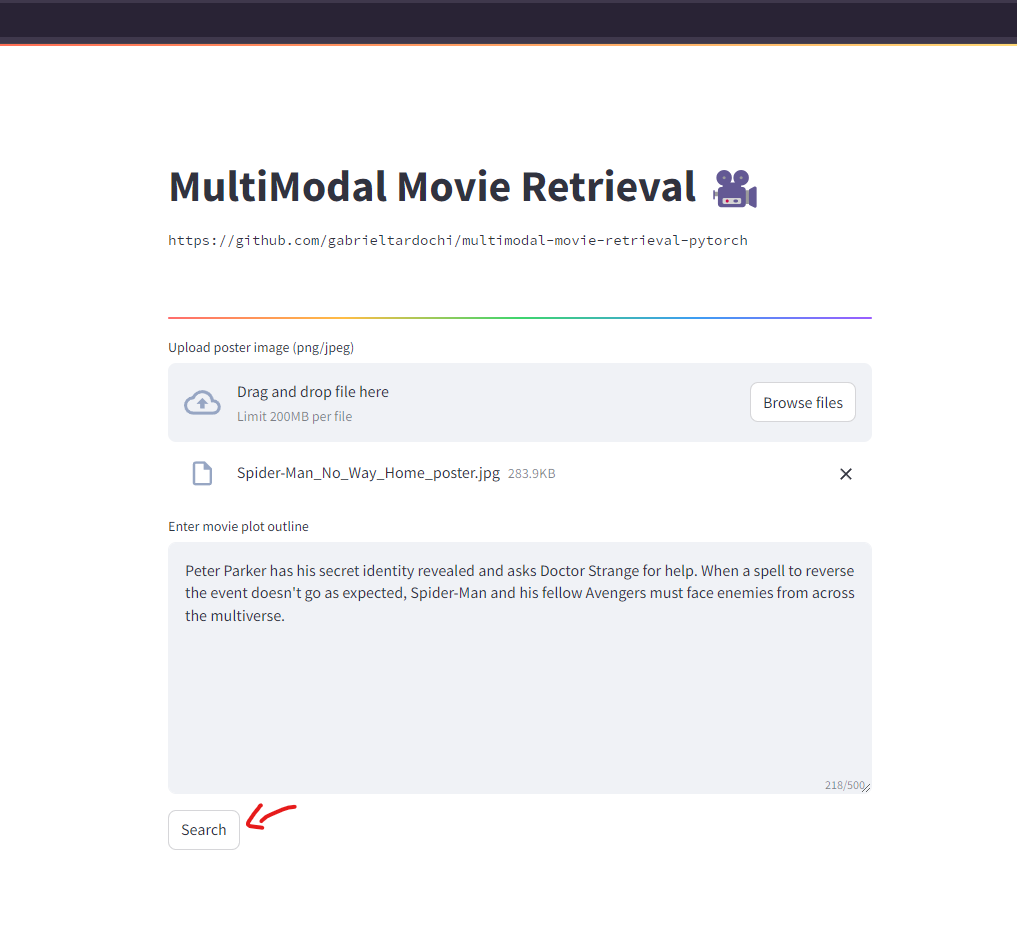 MultiModal Movie Retrieval
https://github.com/gabrieltardochi/multimodal-movie-retrieval-pytorch
Upload poster image (png/jpeg)
Drag and drop file here
Limit 200MB per file
Browse files
Spider-Man_No_Way_Home_poster.jpg 283.9KB
Enter movie plot outline
Peter Parker has his secret identity revealed and asks Doctor Strange for help. When a spell to reverse
the event doesn't go as expected, Spider-Man and his fellow Avengers must face enemies from across
the multiverse.
218/500
Search